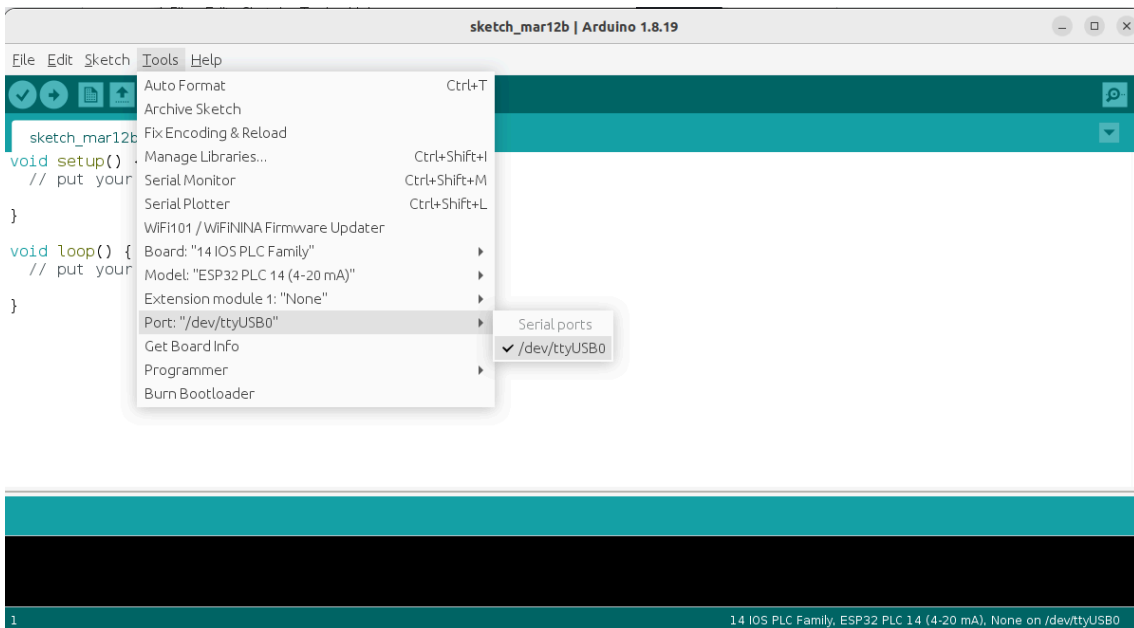 sketch_mar12b | Arduino 1.8.19
File Edit Sketch Tools Help
Auto Format Ctrl+T
Archive Sketch
Fix Encoding & Reload
Manage Libraries... Ctrl+Shift+I
Serial Monitor Ctrl+Shift+M
Serial Plotter Ctrl+Shift+L
WiFi101 / WiFiNINA Firmware Updater
Board: "14 IOS PLC Family"
Model: "ESP32 PLC 14 (4-20 mA)"
Extension module 1: "None"
Port: "/dev/ttyUSB0"
Get Board Info
Programmer
Burn Bootloader
Serial ports
✓ /dev/ttyUSB0
sketch_mar12b
void setup() {
// put your
}
void loop() {
// put your
}
1
14 IOS PLC Family, ESP32 PLC 14 (4-20 mA), None on /dev/ttyUSB0